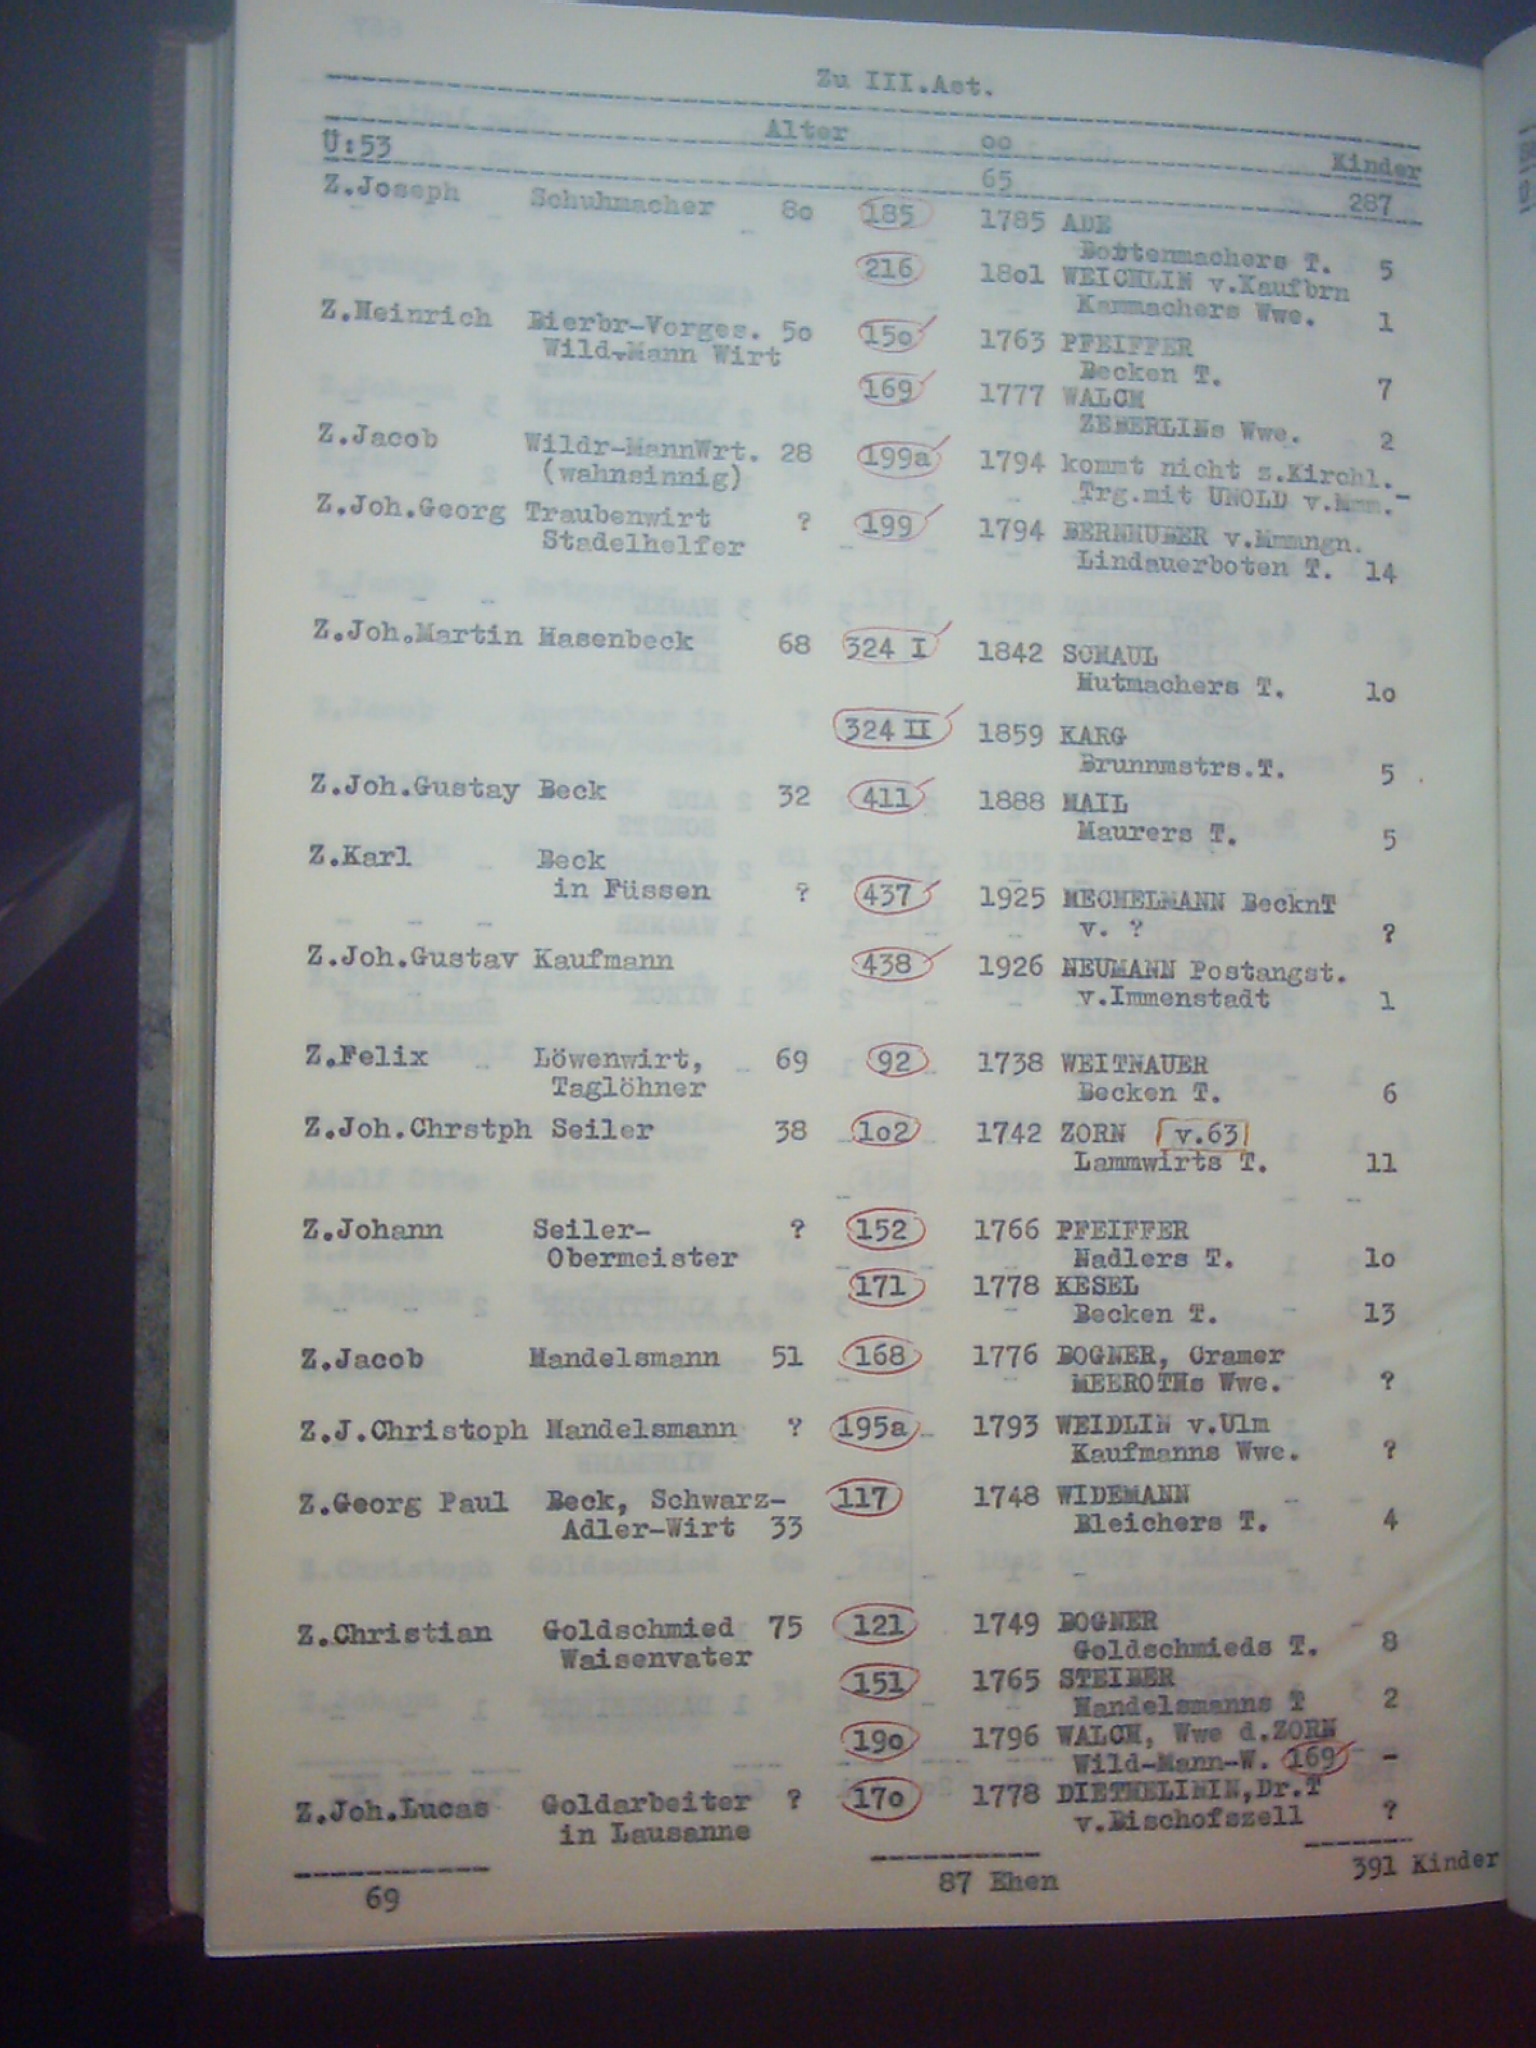 Zu III.Ast.
Alter oo Kinder
Ü:53 65 287
Z.Joseph Schuhmacher 8o 185 1785 ADE
Bortenmachers T. 5
216 18o1 WEICHLIN v.Kaufbrn
Kammachers Wwe. 1
Z.Heinrich Bierbr-Vorges. 5o 15o 1763 PFEIFFER
Wild-Mann Wirt Becken T. 7
169 1777 WALCH
ZEBERLINs Wwe. 2
Z.Jacob Wildr-MannWrt. 28 199a 1794 kommt nicht z.Kirchl.
(wahnsinnig) Trg.mit UNOLD v.Mmm. -
Z.Joh.Georg Traubenwirt ? 199 1794 BERNHUBER v.Mmmngn.
Stadelhelfer Lindauerboten T. 14
Z.Joh.Martin Hasenbeck 68 324 I 1842 SCHAUL
Hutmachers T. 1o
324 II 1859 KARG
Brunnmstrs.T. 5
Z.Joh.Gustav Beck 32 411 1888 MAIL
Maurers T. 5
Z.Karl Beck
in Füssen ? 437 1925 MECHELMANN BecknT
v. ? ?
Z.Joh.Gustav Kaufmann 438 1926 NEUMANN Postangst.
v.Immenstadt 1
Z.Felix Löwenwirt, 69 92 1738 WEITNAUER
Taglöhner Becken T. 6
Z.Joh.Chrstph Seiler 38 1o2 1742 ZORN v.63
Lammwirts T. 11
Z.Johann Seiler- ? 152 1766 PFEIFFER
Obermeister Nadlers T. 1o
171 1778 KESEL
Becken T. 13
Z.Jacob Handelsmann 51 168 1776 BOGNER, Cramer
MEEROTHs Wwe. ?
Z.J.Christoph Handelsmann ? 195a 1793 WEIDLIN v.Ulm
Kaufmanns Wwe. ?
Z.Georg Paul Beck, Schwarz- 117 1748 WIDEMANN
Adler-Wirt 33 Bleichers T. 4
Z.Christian Goldschmied 75 121 1749 BOGNER
Waisenvater Goldschmieds T. 8
151 1765 STEIBER
Handelsmanns T 2
19o 1796 WALCH, Wwe d.ZORN
Wild-Mann-W. 169 -
Z.Joh.Lucas Goldarbeiter ? 17o 1778 DIETHELININ,Dr.T
in Lausanne v.Bischofszell ?
69 87 Ehen 391 Kinder